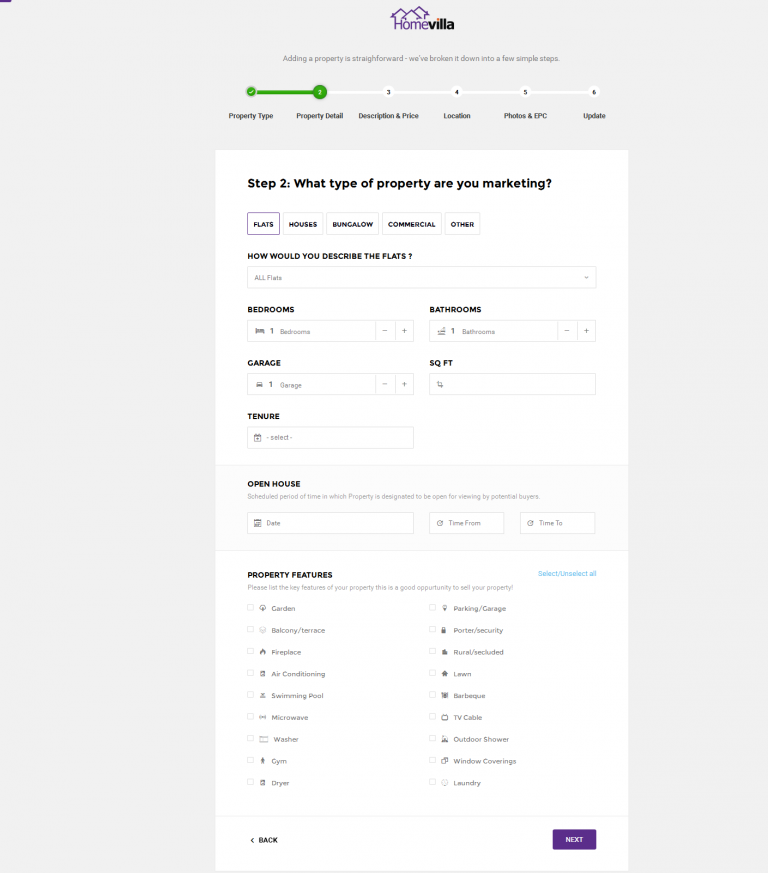 Homevilla
Adding a property is straighforward - we've broken it down into a few simple steps.
2 3 4 5 6
Property Type Property Detail Description & Price Location Photos & EPC Update
Step 2: What type of property are you marketing?
FLATS HOUSES BUNGALOW COMMERCIAL OTHER
HOW WOULD YOU DESCRIBE THE FLATS ?
ALL Flats
BEDROOMS BATHROOMS
1 Bedrooms − + 1 Bathrooms − +
GARAGE SQ FT
1 Garage − +
TENURE
- select -
OPEN HOUSE
Scheduled period of time in which Property is designated to be open for viewing by potential buyers.
Date Time From Time To
PROPERTY FEATURES Select/Unselect all
Please list the key features of your property this is a good oppurtunity to sell your property!
Garden Parking/Garage
Balcony/terrace Porter/security
Fireplace Rural/secluded
Air Conditioning Lawn
Swimming Pool Barbeque
Microwave TV Cable
Washer Outdoor Shower
Gym Window Coverings
Dryer Laundry
BACK NEXT